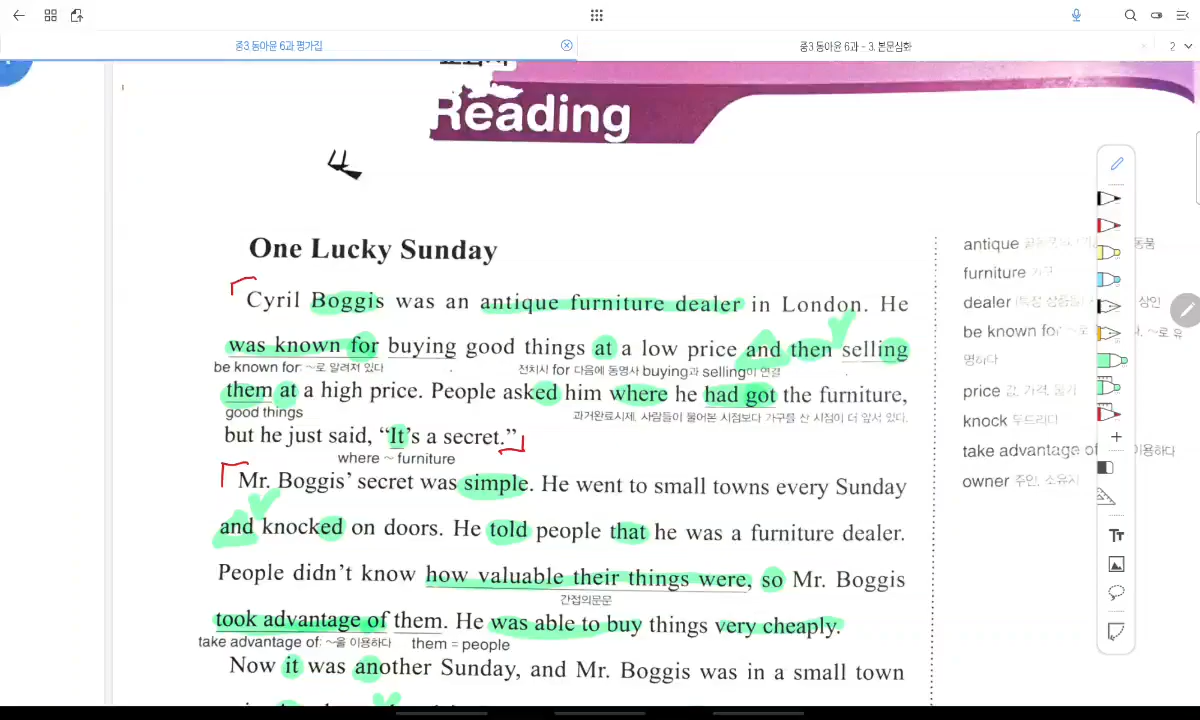 중3 동아윤 6과 평가집
중3 동아윤 6과 - 3. 본문심화
2
Reading
4
One Lucky Sunday
Cyril Boggis was an antique furniture dealer in London. He
was known for buying good things at a low price and then selling
be known for: ~로 알려져 있다
전치사 for 다음에 동명사 buying과 selling이 연결
them at a high price. People asked him where he had got the furniture,
good things
과거완료시제, 사람들이 물어본 시점보다 가구를 산 시점이 더 앞서 있다.
but he just said, “It’s a secret.”
where ~ furniture
Mr. Boggis’ secret was simple. He went to small towns every Sunday
and knocked on doors. He told people that he was a furniture dealer.
People didn’t know how valuable their things were, so Mr. Boggis
간접의문문
took advantage of them. He was able to buy things very cheaply.
take advantage of: ~을 이용하다
them = people
Now it was another Sunday, and Mr. Boggis was in a small town
antique
furniture 가구
dealer
상인
be known for ~로
~로 유
명하다
price 값, 가격, 물가
knock 두드리다
take advantage of
이용하다
owner 주인, 소유자
Tт